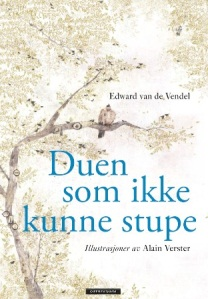 Edward van de Vendel
Duen
som ikke
kunne stupe
Illustrasjoner av Alain Verster